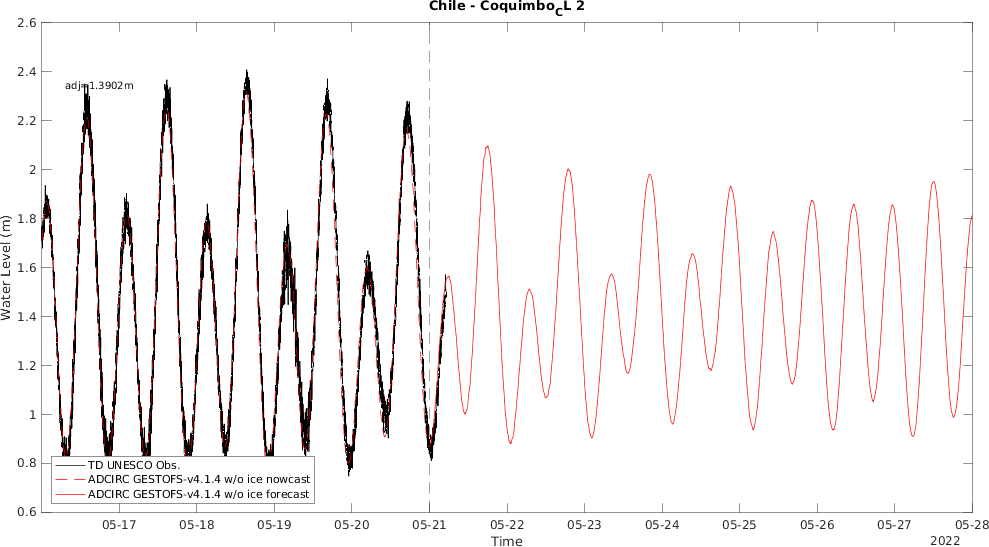 Chile - Coquimbo_CL 2
2.6
2.4
adj=1.3902m
2.2
2
1.8
Water Level (m)
1.6
1.4
1.2
1
0.8
0.6
TD UNESCO Obs.
ADCIRC GESTOFS-v4.1.4 w/o ice nowcast
ADCIRC GESTOFS-v4.1.4 w/o ice forecast
05-17 05-18 05-19 05-20 05-21 05-22 05-23 05-24 05-25 05-26 05-27 05-28
Time
2022